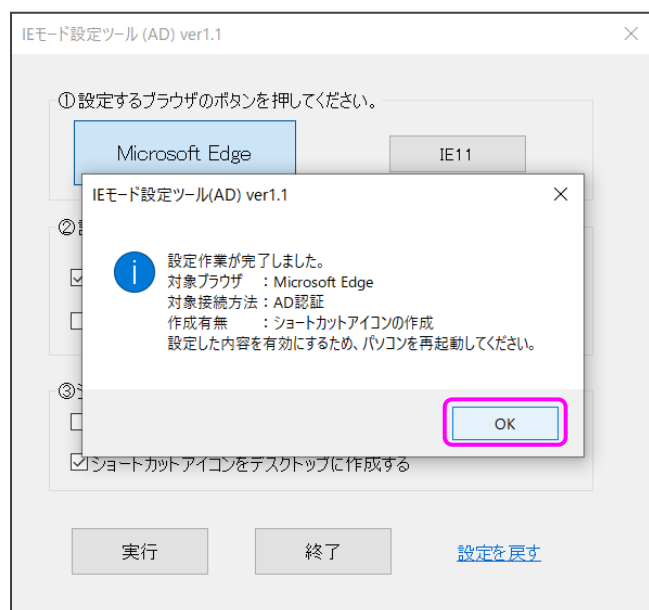 IEモード設定ツール (AD) ver1.1
①設定するブラウザのボタンを押してください。
Microsoft Edge
IE11
IEモード設定ツール(AD) ver1.1
②
設定作業が完了しました。
対象ブラウザ ：Microsoft Edge
対象接続方法：AD認証
作成有無 ：ショートカットアイコンの作成
設定した内容を有効にするため、パソコンを再起動してください。
③
OK
ショートカットアイコンをデスクトップに作成する
実行
終了
設定を戻す